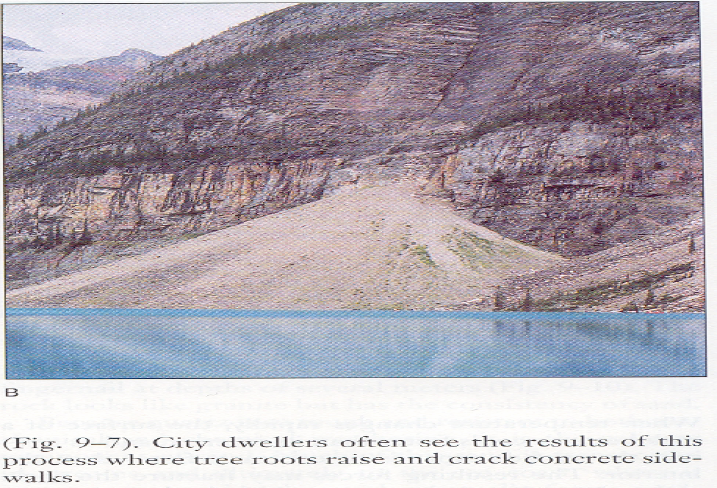 B
(Fig. 9–7). City dwellers often see the results of this
process where tree roots raise and crack concrete side-
walks.